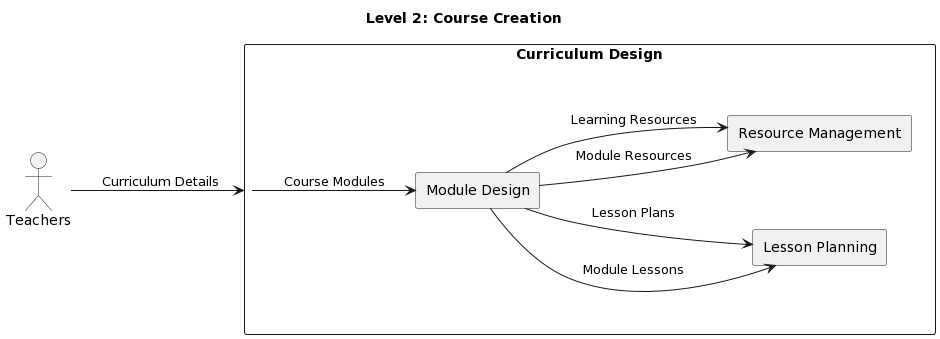 Level 2: Course Creation
Curriculum Design
Learning Resources
Resource Management
Module Resources
Curriculum Details
Course Modules
Module Design
Teachers
Lesson Plans
Lesson Planning
Module Lessons